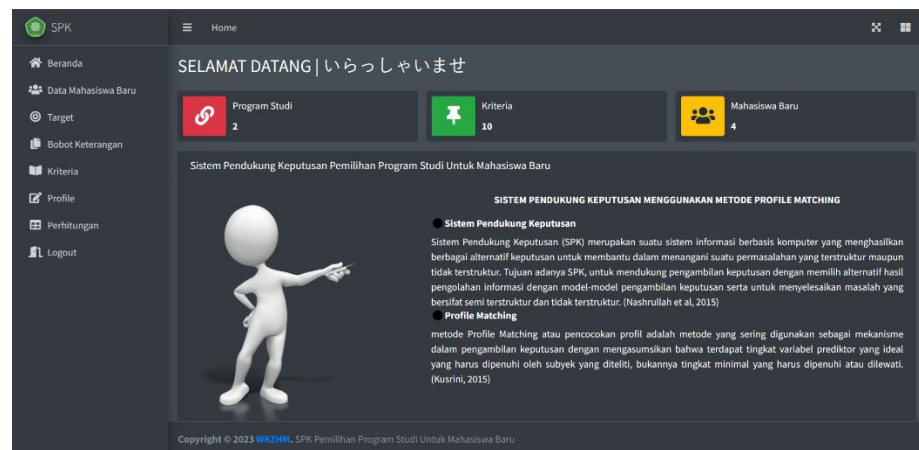 SPK
Home
Beranda
Data Mahasiswa Baru
Target
Bobot Keterangan
Kriteria
Profile
Perhitungan
Logout
SELAMAT DATANG | いらっしゃいませ
Program Studi
2
Kriteria
10
Mahasiswa Baru
4
Sistem Pendukung Keputusan Pemilihan Program Studi Untuk Mahasiswa Baru
SISTEM PENDUKUNG KEPUTUSAN MENGGUNAKAN METODE PROFILE MATCHING
Sistem Pendukung Keputusan
Sistem Pendukung Keputusan (SPK) merupakan suatu sistem informasi berbasis komputer yang menghasilkan
berbagai alternatif keputusan untuk membantu dalam menangani suatu permasalahan yang terstruktur maupun
tidak terstruktur. Tujuan adanya SPK, untuk mendukung pengambilan keputusan dengan memilih alternatif hasil
pengolahan informasi dengan model-model pengambilan keputusan serta untuk menyelesaikan masalah yang
bersifat semi terstruktur dan tidak terstruktur. (Nashrullah et al, 2015)
Profile Matching
metode Profile Matching atau pencocokan profil adalah metode yang sering digunakan sebagai mekanisme
dalam pengambilan keputusan dengan mengasumsikan bahwa terdapat tingkat variabel prediktor yang ideal
yang harus dipenuhi oleh subyek yang diteliti, bukannya tingkat minimal yang harus dipenuhi atau dilewati.
(Kusrini, 2015)
Copyright © 2023 WKZHM. SPK Pemilihan Program Studi Untuk Mahasiswa Baru